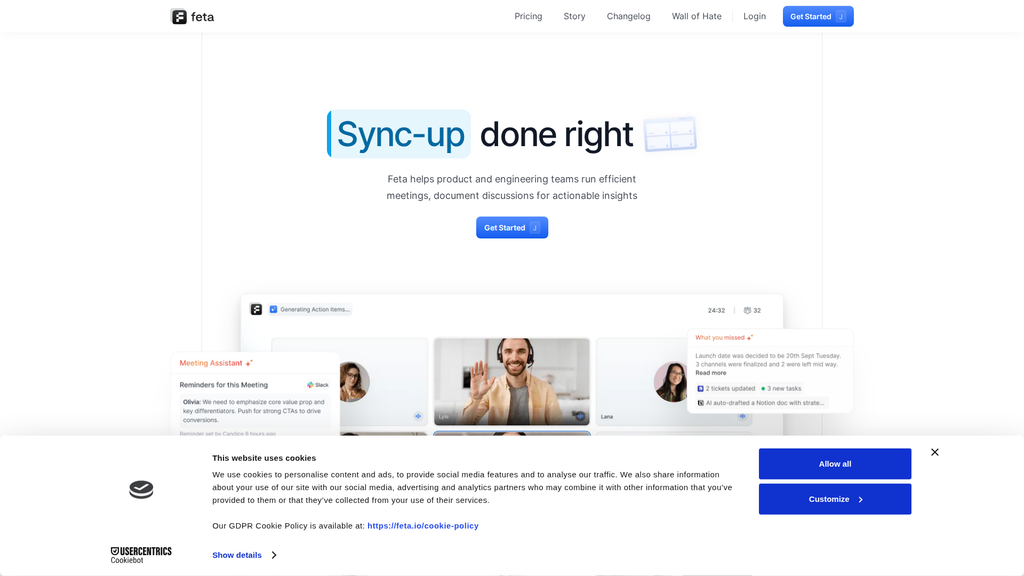 feta
Pricing
Story
Changelog
Wall of Hate
Login
Get Started J
Sync-up done right
Feta helps product and engineering teams run efficient
meetings, document discussions for actionable insights
Get Started J
Generating Action Items...
24:32
32
What you missed
Launch date was decided to be 20th Sept Tuesday.
3 channels were finalized and 2 were left mid way.
Read more
2 tickets updated
3 new tasks
AI auto-drafted a Notion doc with strate...
Meeting Assistant
Reminders for this Meeting
Slack
Olivia: We need to emphasize core value prop and
key differentiators. Push for strong CTAs to drive
conversions.
Reminder set by Candice 6 hours ago
Lyla
Lana
This website uses cookies
We use cookies to personalise content and ads, to provide social media features and to analyse our traffic. We also share information
about your use of our site with our social media, advertising and analytics partners who may combine it with other information that you've
provided to them or that they've collected from your use of their services.
Our GDPR Cookie Policy is available at: https://feta.io/cookie-policy
Show details
Allow all
Customize
USERCENTRICS
Cookiebot